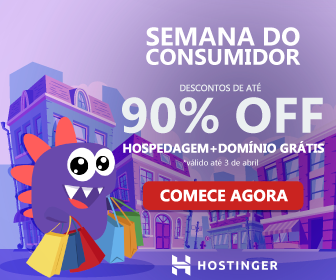 SEMANA DO
CONSUMIDOR
DESCONTOS DE ATÉ
90% OFF
HOSPEDAGEM+DOMÍNIO GRÁTIS
*válido até 3 de abril
COMECE AGORA
HOSTINGER